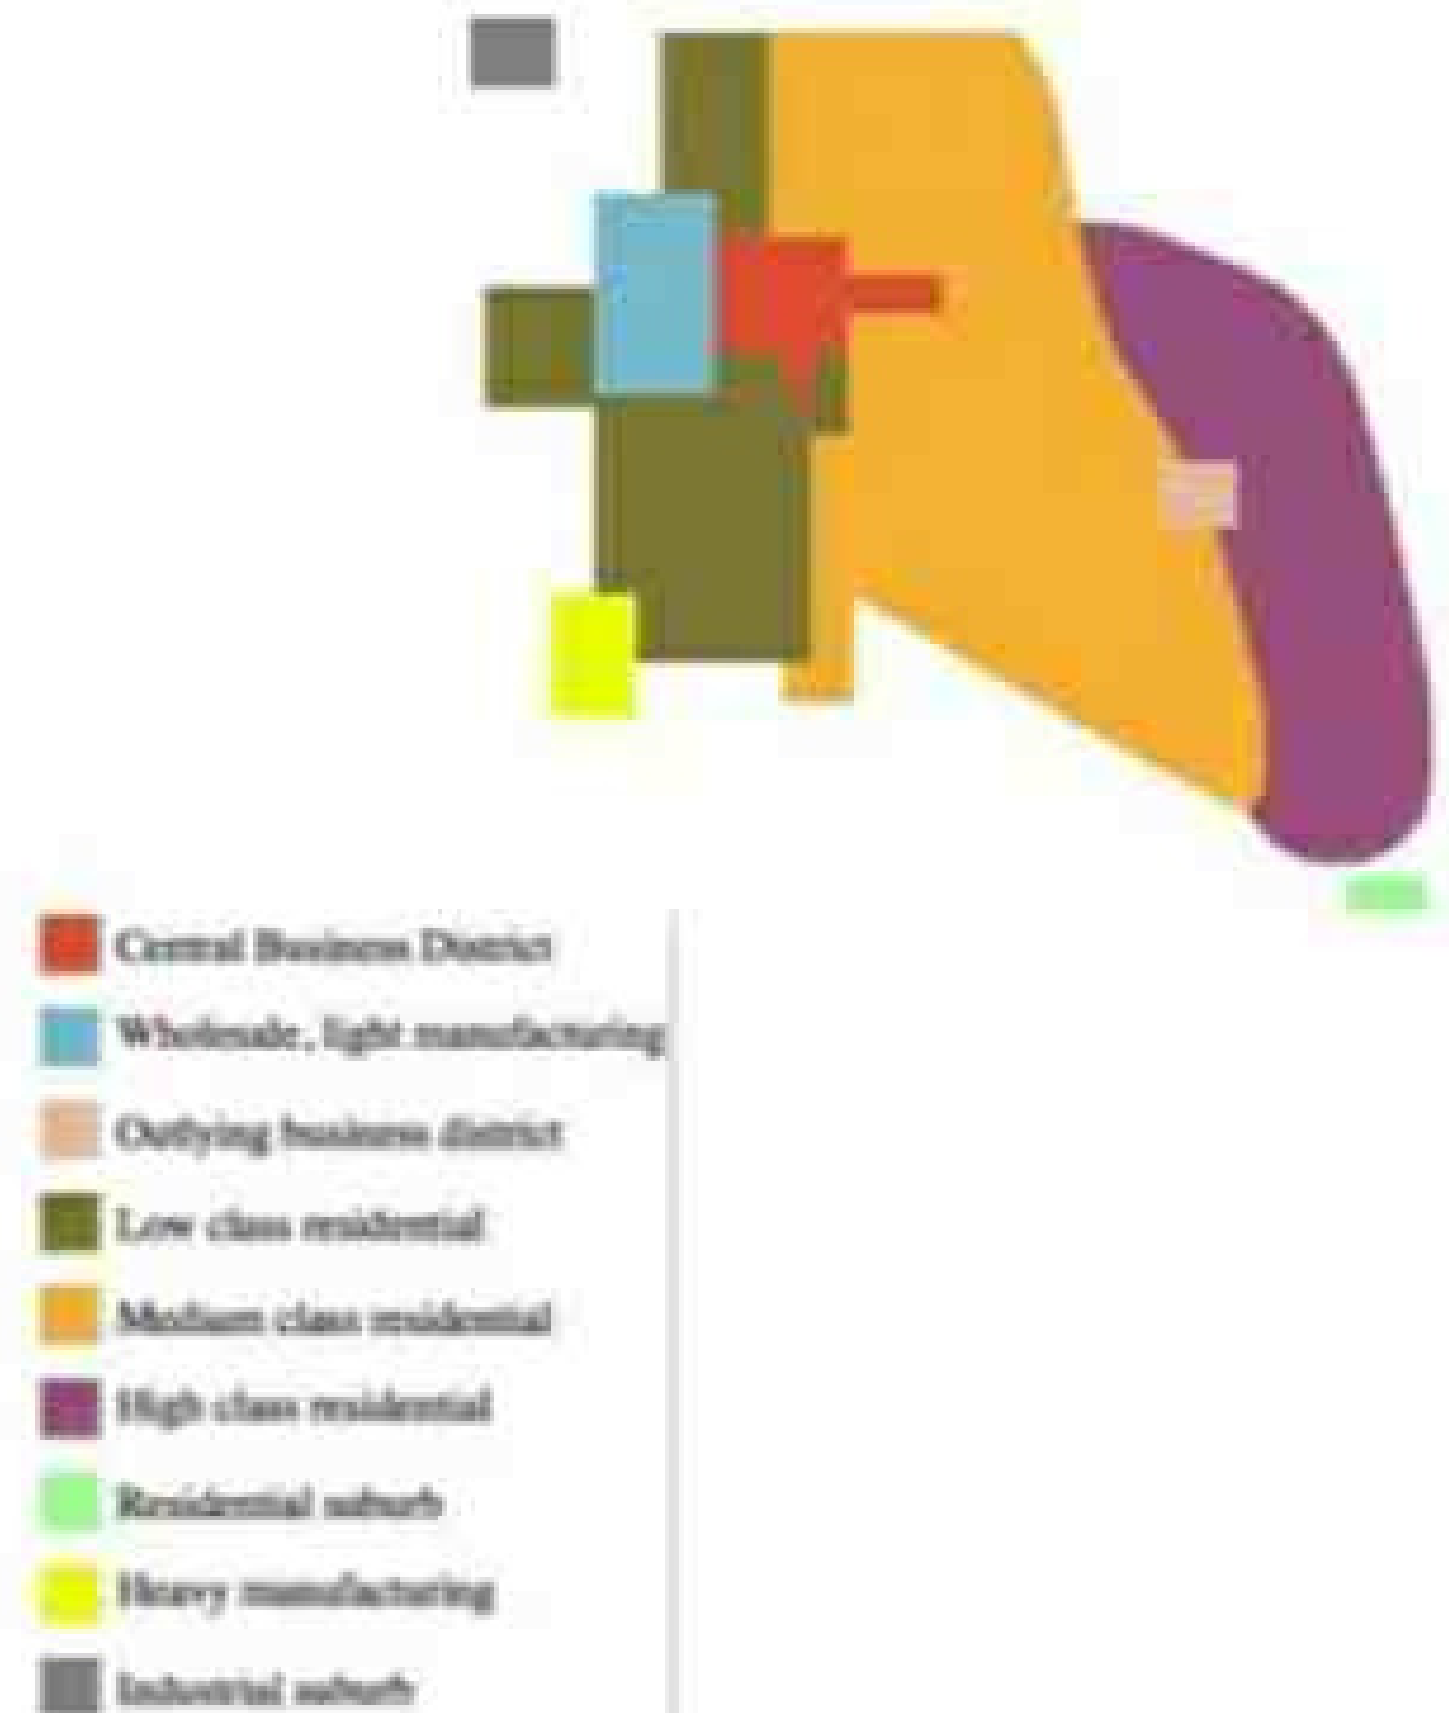 Central Business District
Wholesale, light manufacturing
Outlying business district
Low class residential
Medium class residential
High class residential
Residential suburb
Heavy manufacturing
Industrial suburb